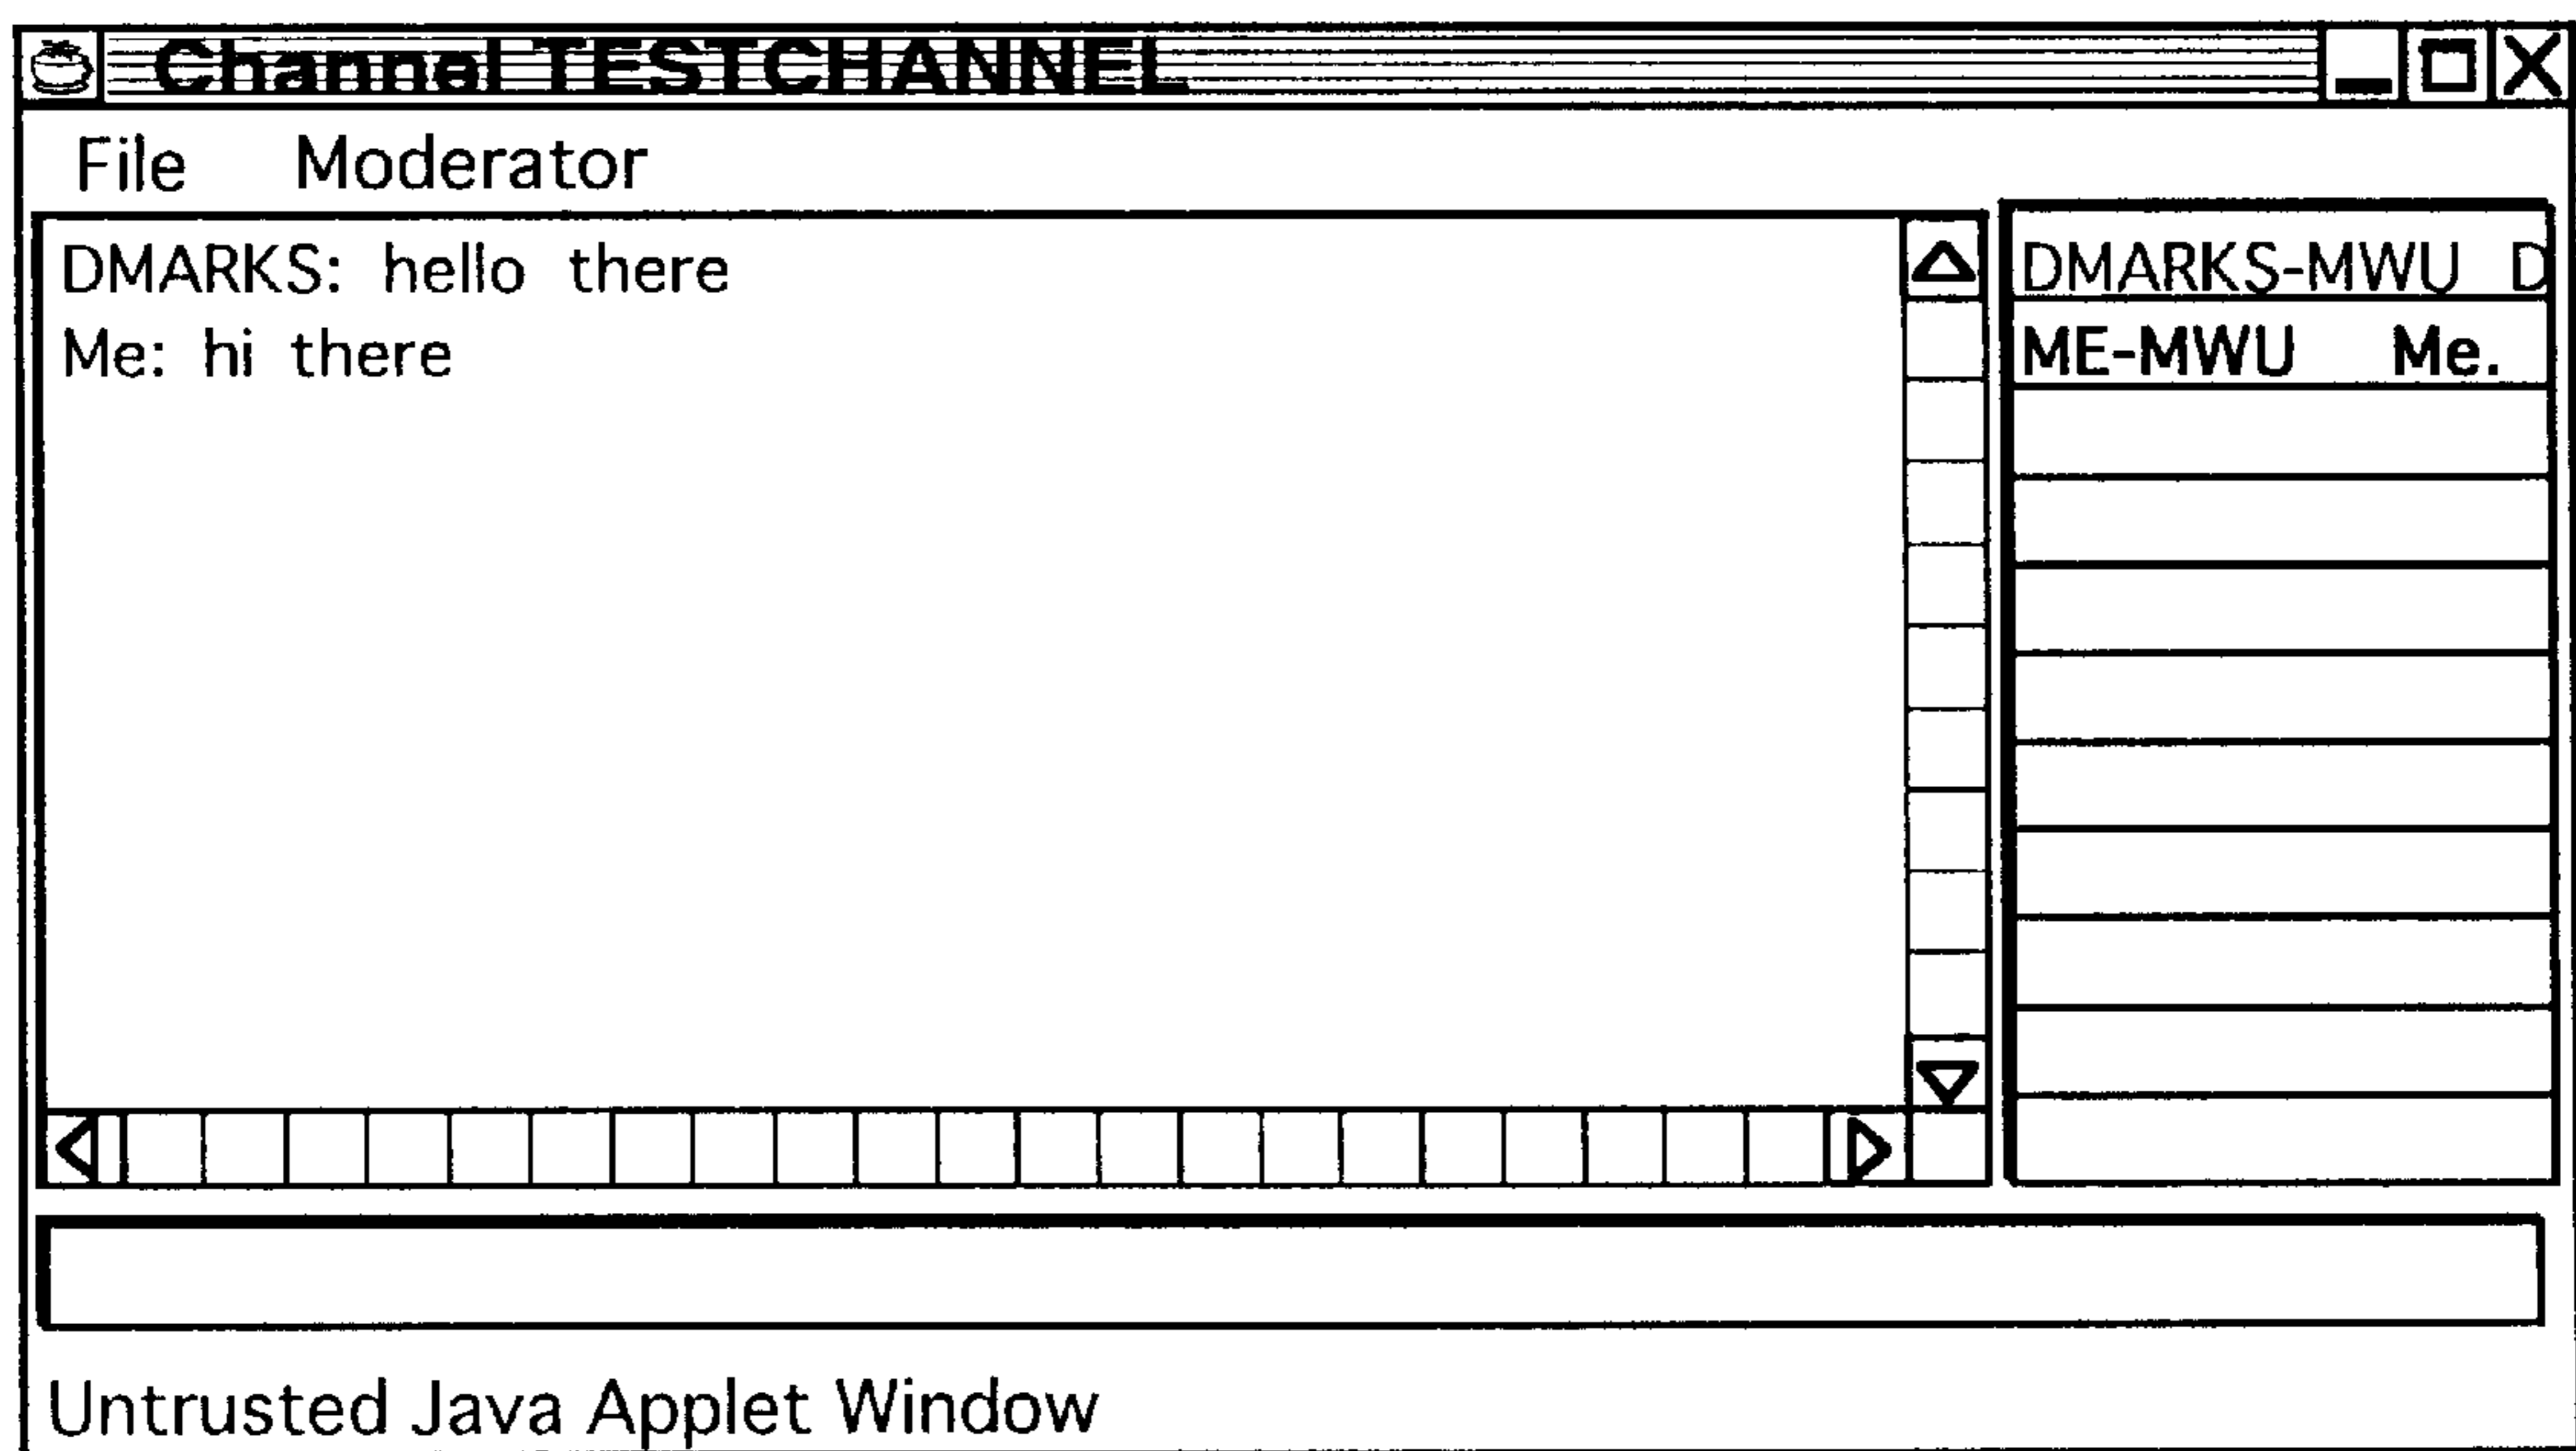 Channel TESTCHANNEL
File Moderator
DMARKS: hello there
Me: hi there
DMARKS-MWU D
ME-MWU Me.
Untrusted Java Applet Window